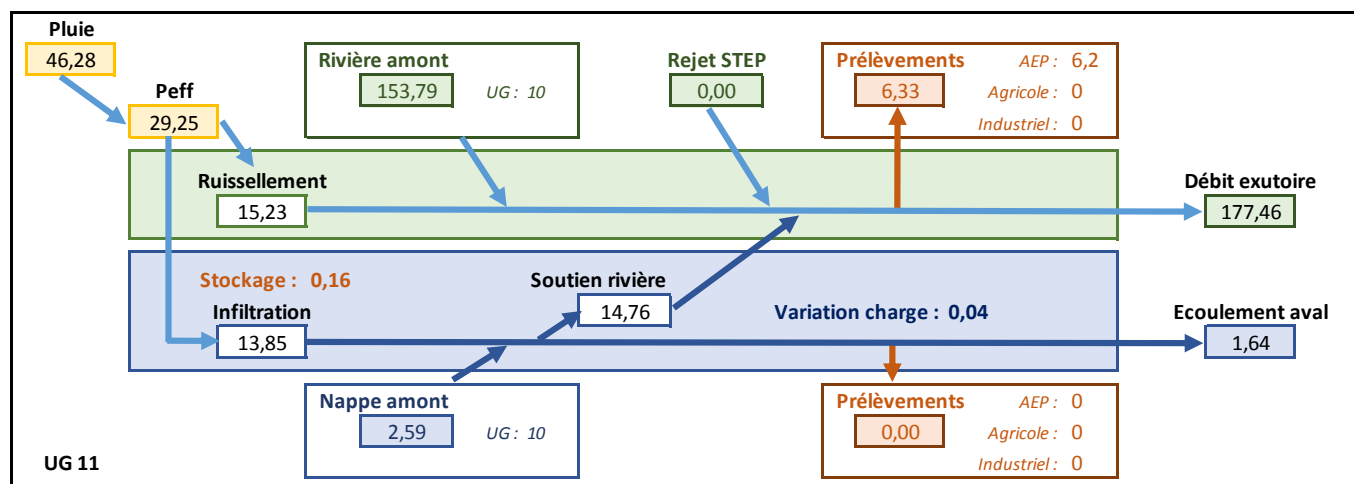 Pluie
46,28
Peff
29,25
Rivière amont
153,79 UG : 10
Rejet STEP
0,00
Prélèvements AEP : 6,2
6,33 Agricole : 0
Industriel : 0
Ruissellement
15,23
Débit exutoire
177,46
Stockage : 0,16
Soutien rivière
14,76
Infiltration
13,85
Variation charge : 0,04
Ecoulement aval
1,64
Nappe amont
2,59 UG : 10
Prélèvements AEP : 0
0,00 Agricole : 0
Industriel : 0
UG 11